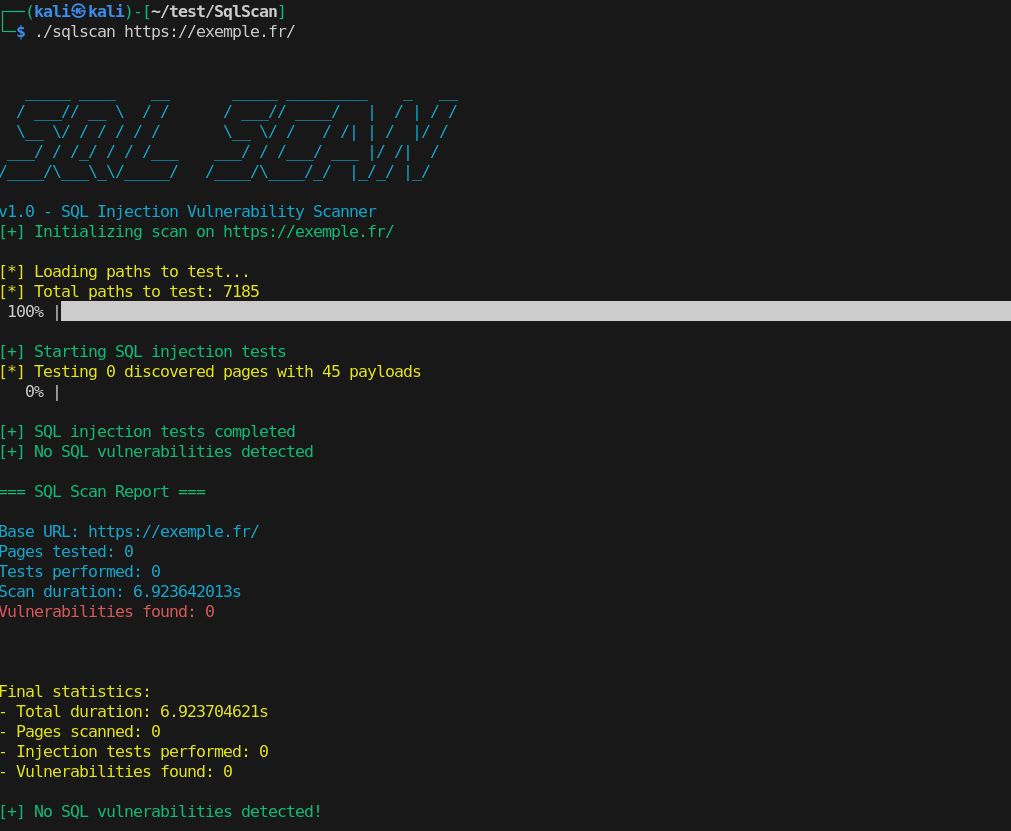 ┌──(kali㉿kali)-[~/test/SqlScan]
└─$ ./sqlscan https://exemple.fr/
SQL SCAN
v1.0 - SQL Injection Vulnerability Scanner
[+] Initializing scan on https://exemple.fr/
[*] Loading paths to test...
[*] Total paths to test: 7185
100% |
[+] Starting SQL injection tests
[*] Testing 0 discovered pages with 45 payloads
0% |
[+] SQL injection tests completed
[+] No SQL vulnerabilities detected
=== SQL Scan Report ===
Base URL: https://exemple.fr/
Pages tested: 0
Tests performed: 0
Scan duration: 6.923642013s
Vulnerabilities found: 0
Final statistics:
- Total duration: 6.923704621s
- Pages scanned: 0
- Injection tests performed: 0
- Vulnerabilities found: 0
[+] No SQL vulnerabilities detected!